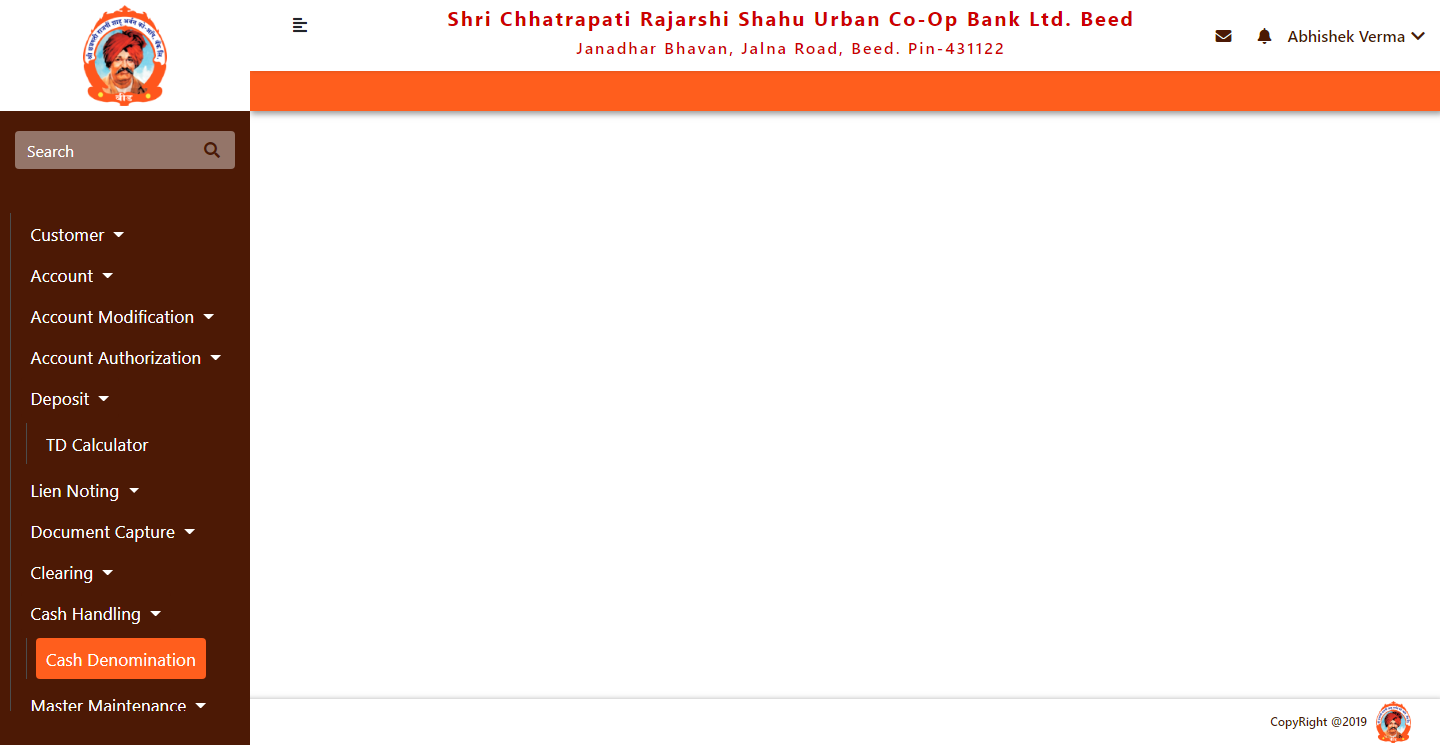 Shri Chhatrapati Rajarshi Shahu Urban Co-Op Bank Ltd. Beed
Janadhar Bhavan, Jalna Road, Beed. Pin-431122
Abhishek Verma
बीड
Search
Customer
Account
Account Modification
Account Authorization
Deposit
TD Calculator
Lien Noting
Document Capture
Clearing
Cash Handling
Cash Denomination
Master Maintenance
CopyRight @2019